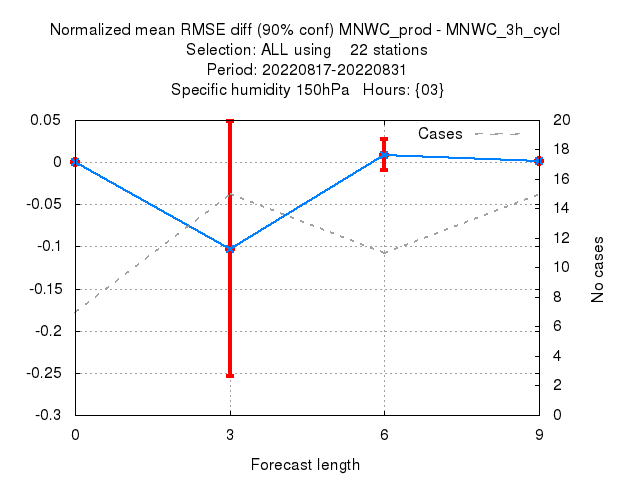 Normalized mean RMSE diff (90% conf) MNWC_prod - MNWC_3h_cycl
Selection: ALL using    22 stations
Period: 20220817-20220831
Specific humidity 150hPa   Hours: {03}
Cases
0.05
0
-0.05
-0.1
-0.15
-0.2
-0.25
-0.3
20
18
16
14
12
10
8
6
4
2
0
No cases
0 3 6 9
Forecast length